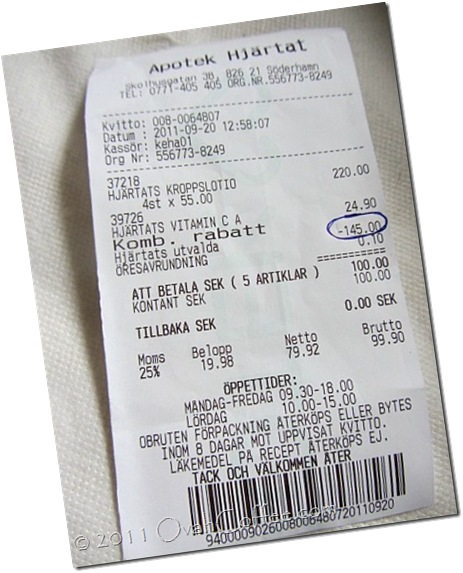 Apotek Hjärtat
Skolhusgatan 3B, 826 21 Söderhamn
TEL: 0771-405 405 ORG.NR.556773-8249
Kvitto: 008-0064807
Datum : 2011-09-20 12:58:07
Kassör: keha01
Org Nr: 556773-8249
37218
HJÄRTATS KROPPSLOTIO 220.00
4st x 55.00
39726
HJÄRTATS VITAMIN C A 24.90
Komb. rabatt -145.00
Hjärtats utvalda
ÖRESAVRUNDNING 0.10
============
ATT BETALA SEK ( 5 ARTIKLAR ) 100.00
KONTANT SEK 100.00
TILLBAKA SEK 0.00 SEK
Moms Belopp Netto Brutto
25% 19.98 79.92 99.90
ÖPPETTIDER:
MÅNDAG-FREDAG 09.30-18.00
LÖRDAG 10.00-15.00
OBRUTEN FÖRPACKNING ÅTERKÖPS ELLER BYTES
INOM 8 DAGAR MOT UPPVISAT KVITTO.
LÄKEMEDEL PÅ RECEPT ÅTERKÖPS EJ.
TACK OCH VÄLKOMMEN ÅTER
© 2011